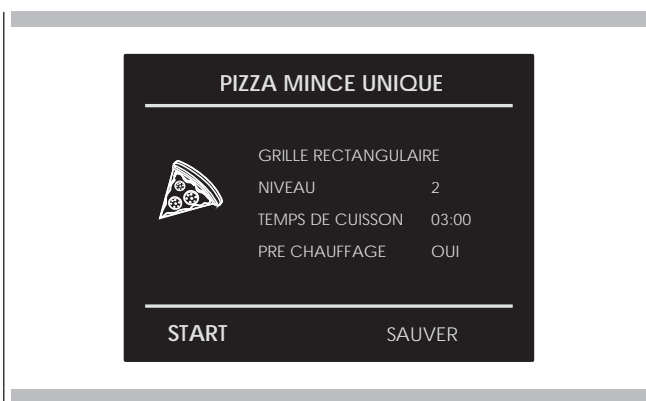 PIZZA MINCE UNIQUE
GRILLE RECTANGULAIRE
NIVEAU 2
TEMPS DE CUISSON 03:00
PRE CHAUFFAGE OUI
START SAUVER